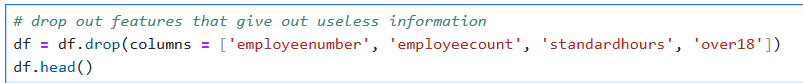 # drop out features that give out useless information
df = df.drop(columns = ['employeenumber', 'employeecount', 'standardhours', 'over18'])
df.head()